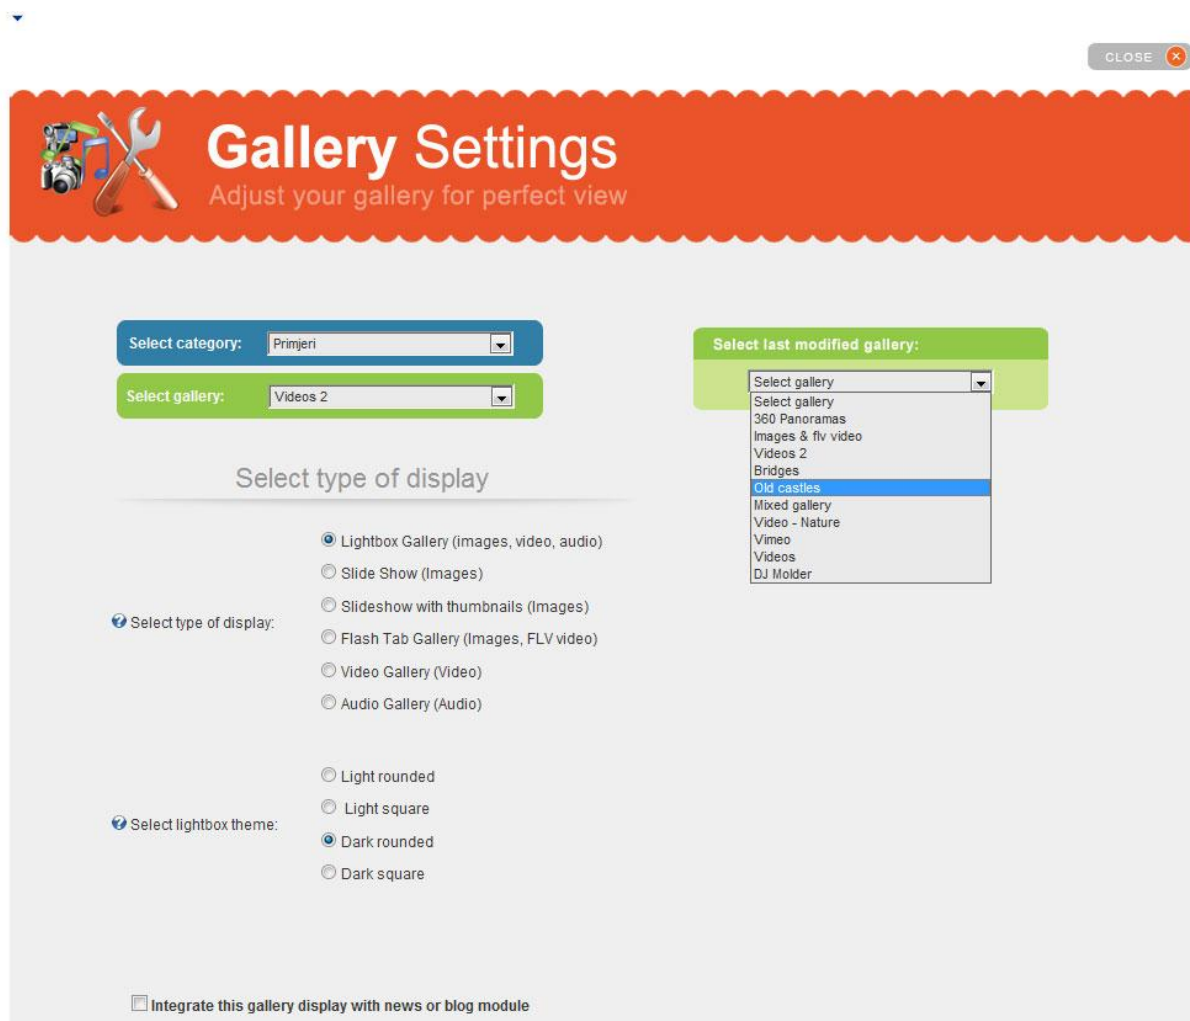 CLOSE
Gallery Settings
Adjust your gallery for perfect view
Select category: Primjeri
Select gallery: Videos 2
Select last modified gallery:
Select gallery
Select gallery
360 Panoramas
Images & flv video
Videos 2
Bridges
Old castles
Mixed gallery
Video - Nature
Vimeo
Videos
DJ Molder
Select type of display
Select type of display:
Lightbox Gallery (images, video, audio)
Slide Show (Images)
Slideshow with thumbnails (Images)
Flash Tab Gallery (Images, FLV video)
Video Gallery (Video)
Audio Gallery (Audio)
Select lightbox theme:
Light rounded
Light square
Dark rounded
Dark square
Integrate this gallery display with news or blog module